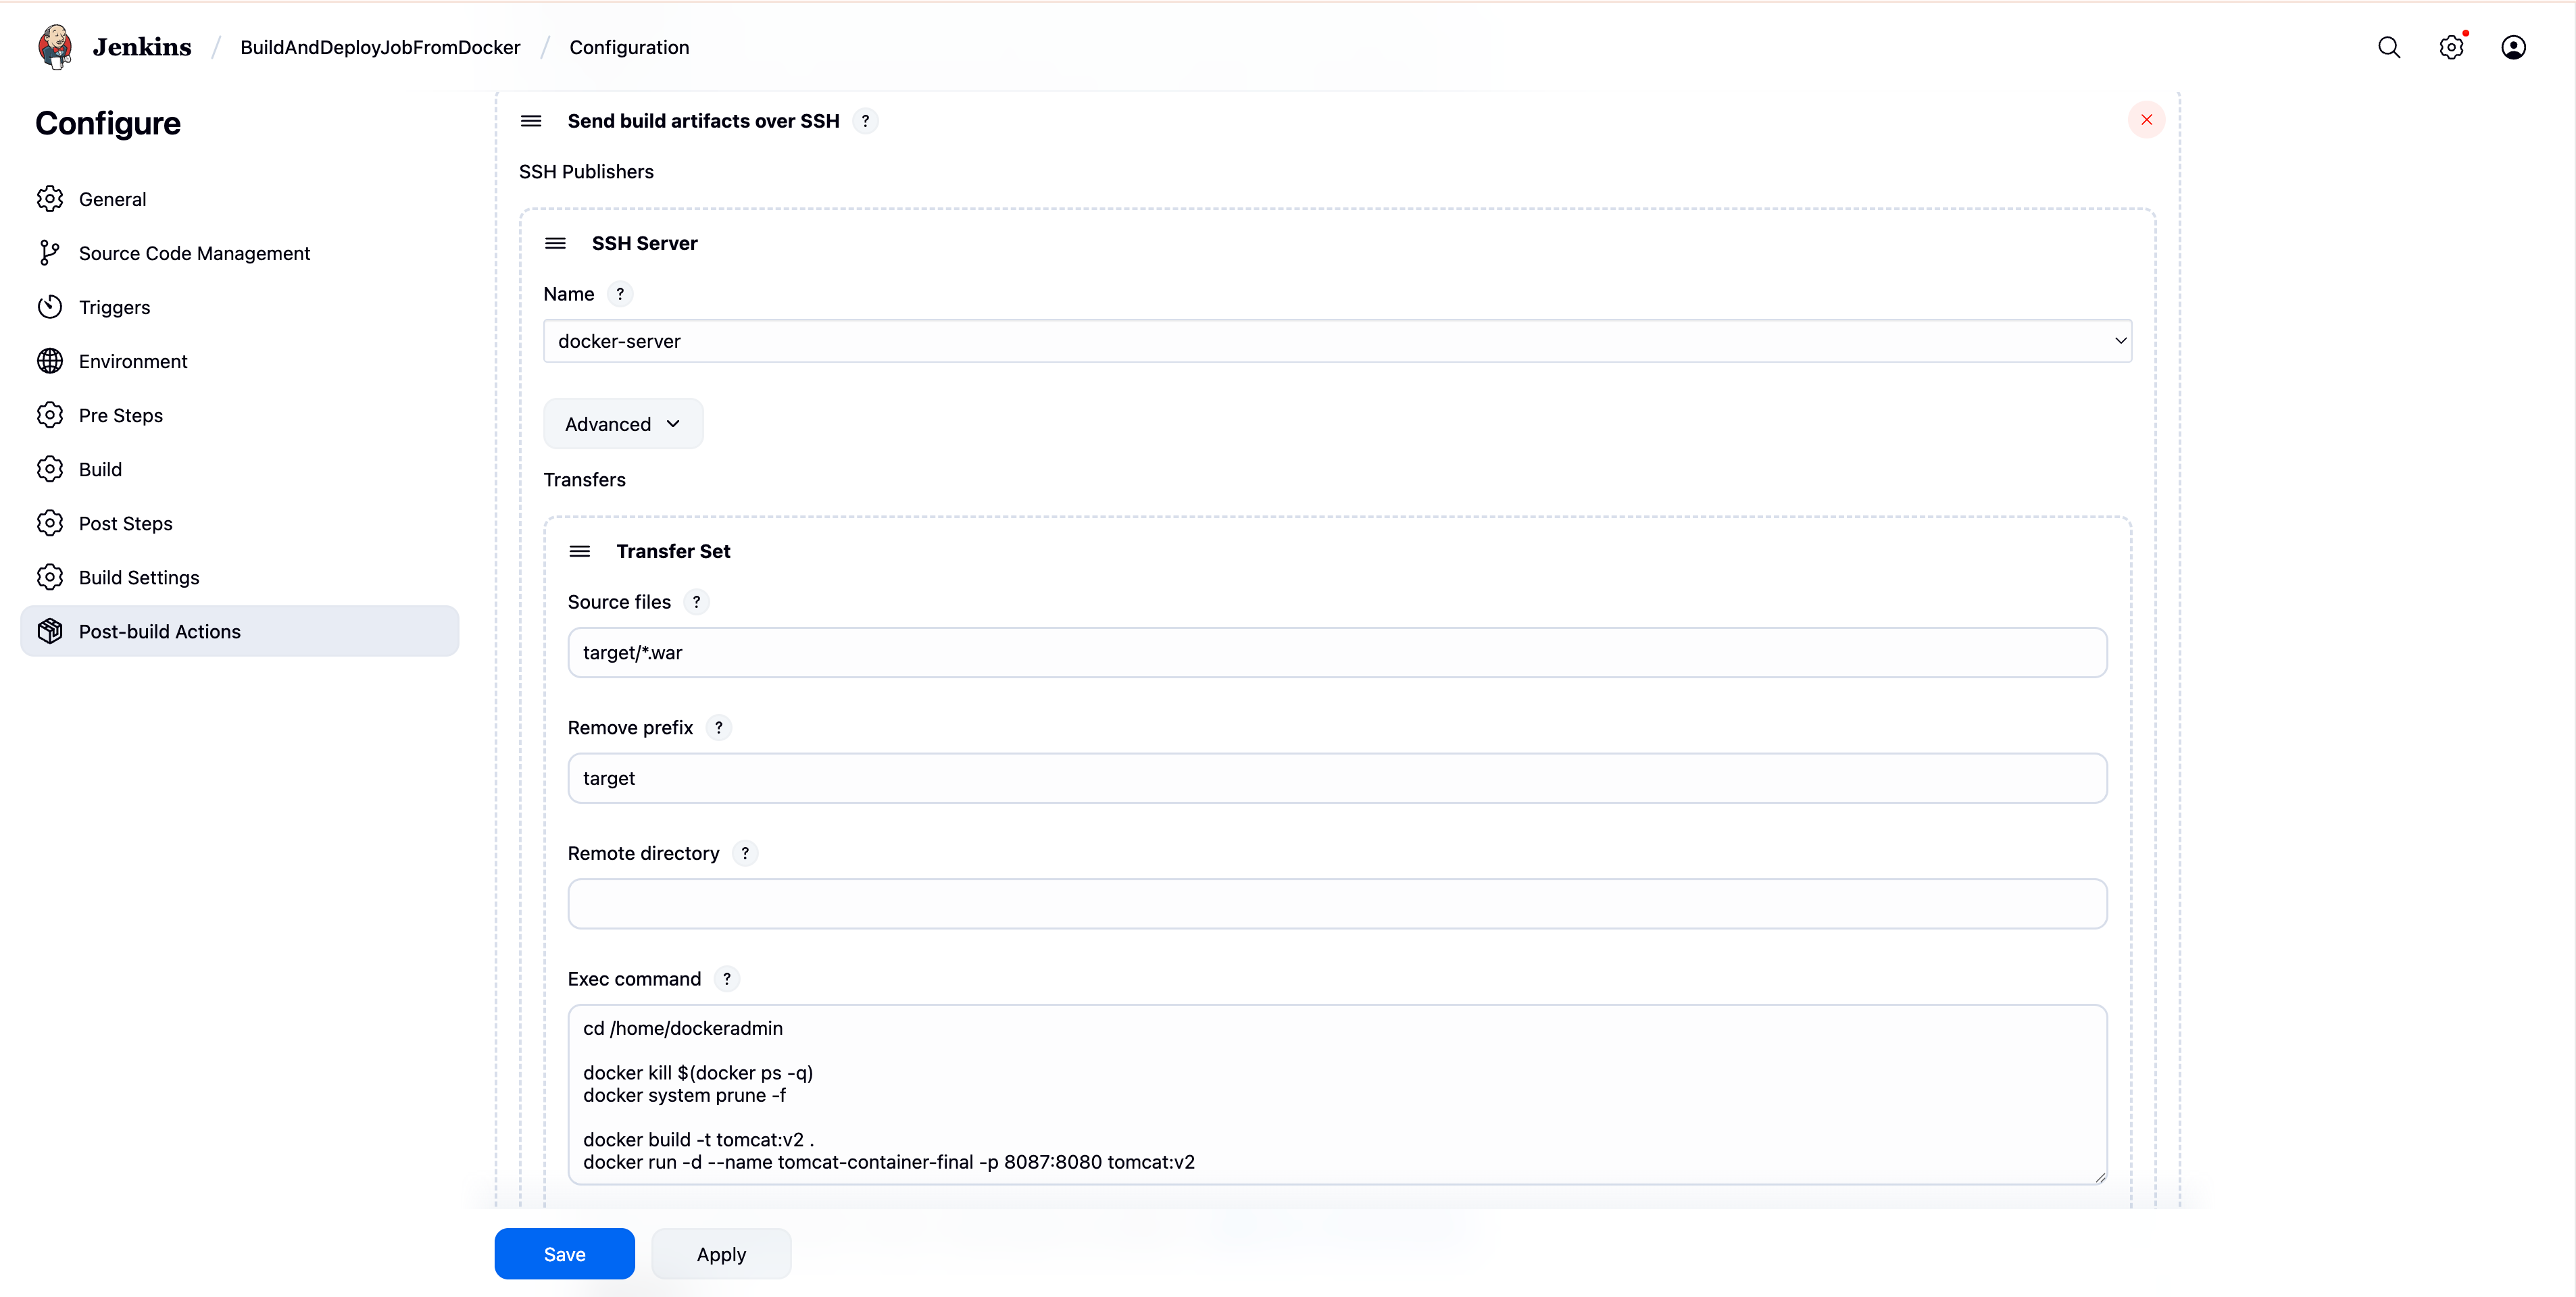 Jenkins / BuildAndDeployJobFromDocker / Configuration
Configure
General
Source Code Management
Triggers
Environment
Pre Steps
Build
Post Steps
Build Settings
Post-build Actions
Send build artifacts over SSH ?
SSH Publishers
SSH Server
Name ?
docker-server
Advanced
Transfers
Transfer Set
Source files ?
target/*.war
Remove prefix ?
target
Remote directory ?
Exec command ?
cd /home/dockeradmin
docker kill $(docker ps -q)
docker system prune -f
docker build -t tomcat:v2 .
docker run -d --name tomcat-container-final -p 8087:8080 tomcat:v2
Save
Apply